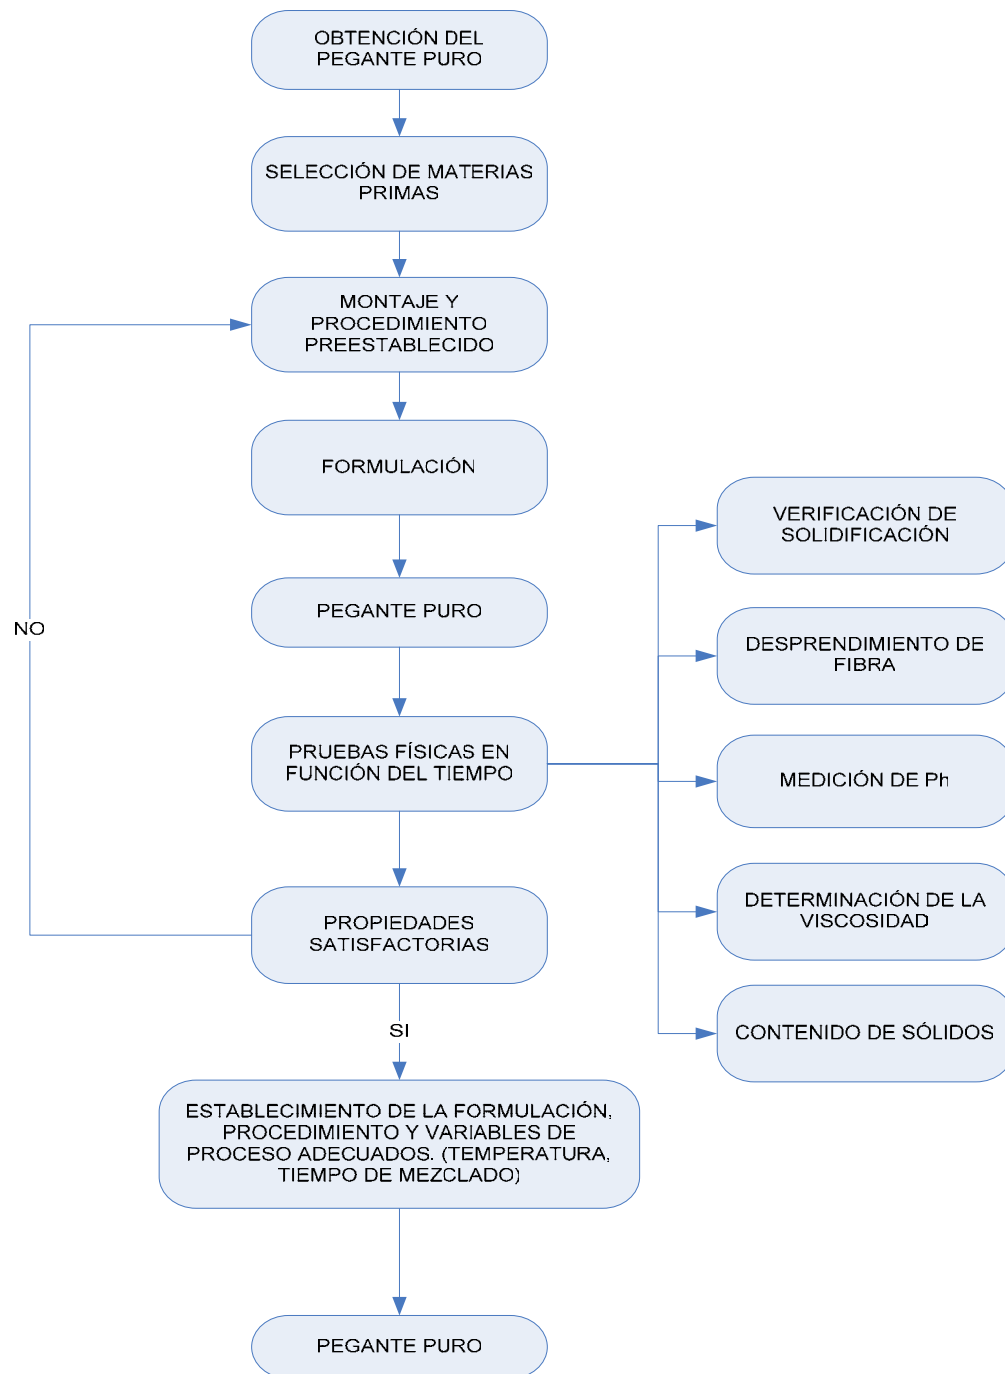 OBTENCIÓN DEL
PEGANTE PURO
SELECCIÓN DE MATERIAS
PRIMAS
MONTAJE Y
PROCEDIMIENTO
PREESTABLECIDO
FORMULACIÓN
PEGANTE PURO
NO
PRUEBAS FÍSICAS EN
FUNCIÓN DEL TIEMPO
VERIFICACIÓN DE
SOLIDIFICACIÓN
DESPRENDIMIENTO DE
FIBRA
MEDICIÓN DE Ph
DETERMINACIÓN DE LA
VISCOSIDAD
CONTENIDO DE SÓLIDOS
PROPIEDADES
SATISFACTORIAS
SI
ESTABLECIMIENTO DE LA FORMULACIÓN,
PROCEDIMIENTO Y VARIABLES DE
PROCESO ADECUADOS. (TEMPERATURA,
TIEMPO DE MEZCLADO)
PEGANTE PURO